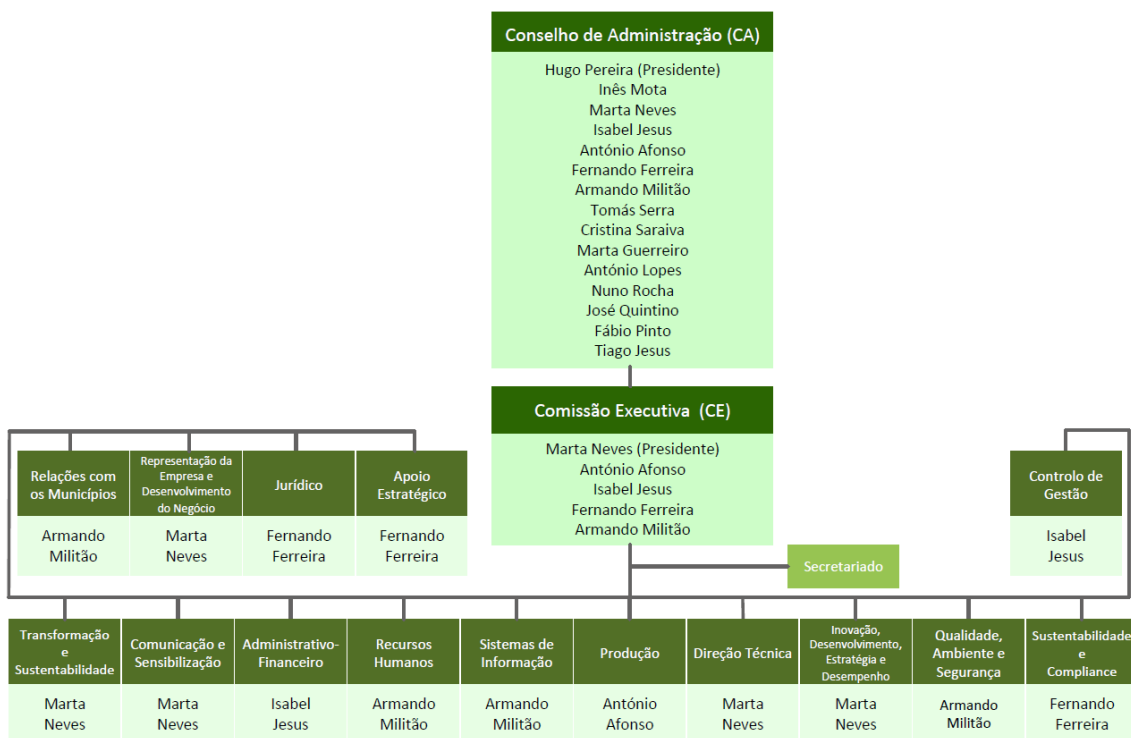 Conselho de Administração (CA)
Hugo Pereira (Presidente)
Inês Mota
Marta Neves
Isabel Jesus
António Afonso
Fernando Ferreira
Armando Militão
Tomás Serra
Cristina Saraiva
Marta Guerreiro
António Lopes
Nuno Rocha
José Quintino
Fábio Pinto
Tiago Jesus
Comissão Executiva (CE)
Marta Neves (Presidente)
António Afonso
Isabel Jesus
Fernando Ferreira
Armando Militão
Relações com
os Municípios
Armando
Militão
Representação da
Empresa e
Desenvolvimento
do Negócio
Marta
Neves
Jurídico
Fernando
Ferreira
Apoio
Estratégico
Fernando
Ferreira
Controlo de
Gestão
Isabel
Jesus
Secretariado
Transformação
e
Sustentabilidade
Marta
Neves
Comunicação e
Sensibilização
Marta
Neves
Administrativo-
Financeiro
Isabel
Jesus
Recursos
Humanos
Armando
Militão
Sistemas de
Informação
Armando
Militão
Produção
António
Afonso
Direção Técnica
Marta
Neves
Inovação,
Desenvolvimento,
Estratégia e
Desempenho
Marta
Neves
Qualidade,
Ambiente e
Segurança
Armando
Militão
Sustentabilidade
e
Compliance
Fernando
Ferreira